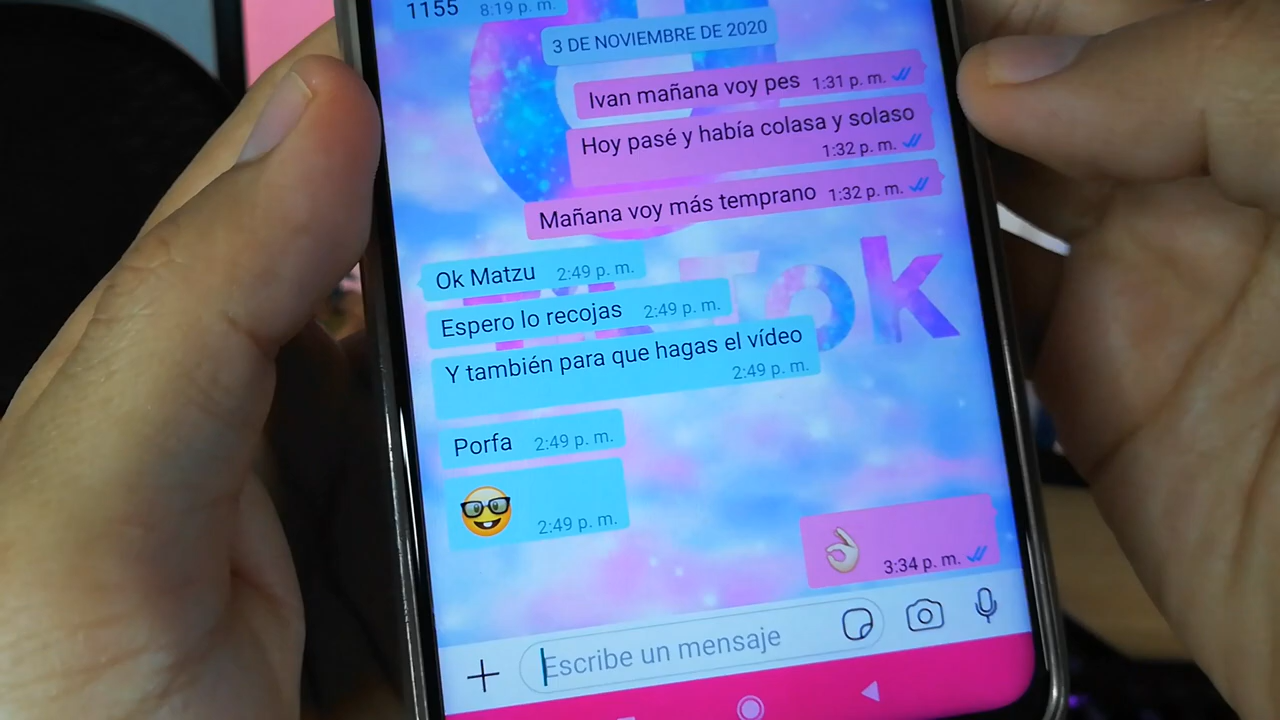 1155 8:19 p. m.
3 DE NOVIEMBRE DE 2020
Ivan mañana voy pes 1:31 p. m.
Hoy pasé y había colasa y solaso
1:32 p. m.
Mañana voy más temprano 1:32 p. m.
Ok Matzu 2:49 p. m.
Espero lo recojas 2:49 p. m.
Y también para que hagas el vídeo
2:49 p. m.
Porfa 2:49 p. m.
2:49 p. m.
TikTok
3:34 p. m.
Escribe un mensaje